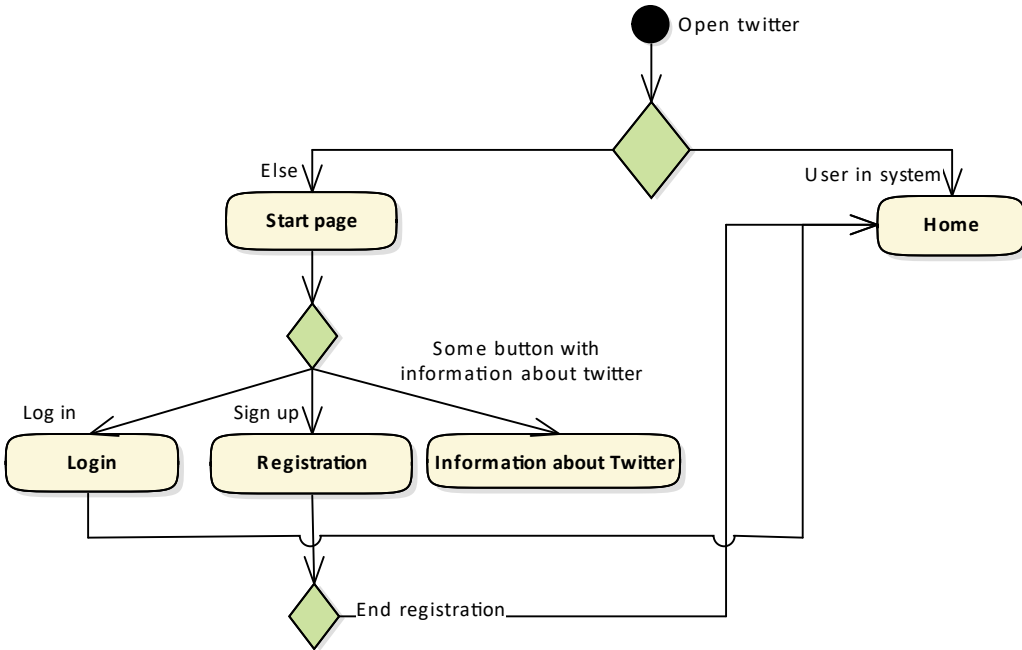 Open twitter
Else
User in system
Start page
Home
Some button with
information about twitter
Log in
Sign up
Login
Registration
Information about Twitter
End registration